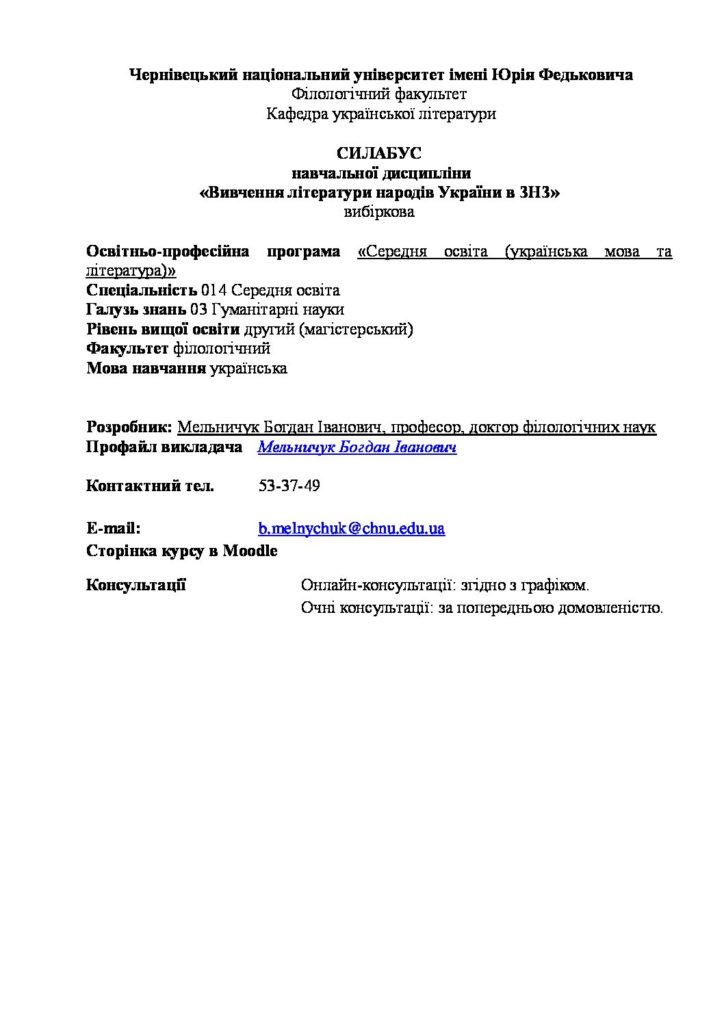 Чернівецький національний університет імені Юрія Федьковича
Філологічний факультет
Кафедра української літератури
СИЛАБУС
навчальної дисципліни
«Вивчення літератури народів України в ЗНЗ»
вибіркова
Освітньо-професійна програма «Середня освіта (українська мова та
література)»
Спеціальність 014 Середня освіта
Галузь знань 03 Гуманітарні науки
Рівень вищої освіти другий (магістерський)
Факультет філологічний
Мова навчання українська
Розробник: Мельничук Богдан Іванович, професор, доктор філологічних наук
Профайл викладача Мельничук Богдан Іванович
Контактний тел. 53-37-49
E-mail: b.melnychuk@chnu.edu.ua
Сторінка курсу в Moodle
Консультації Онлайн-консультації: згідно з графіком.
Очні консультації: за попередньою домовленістю.